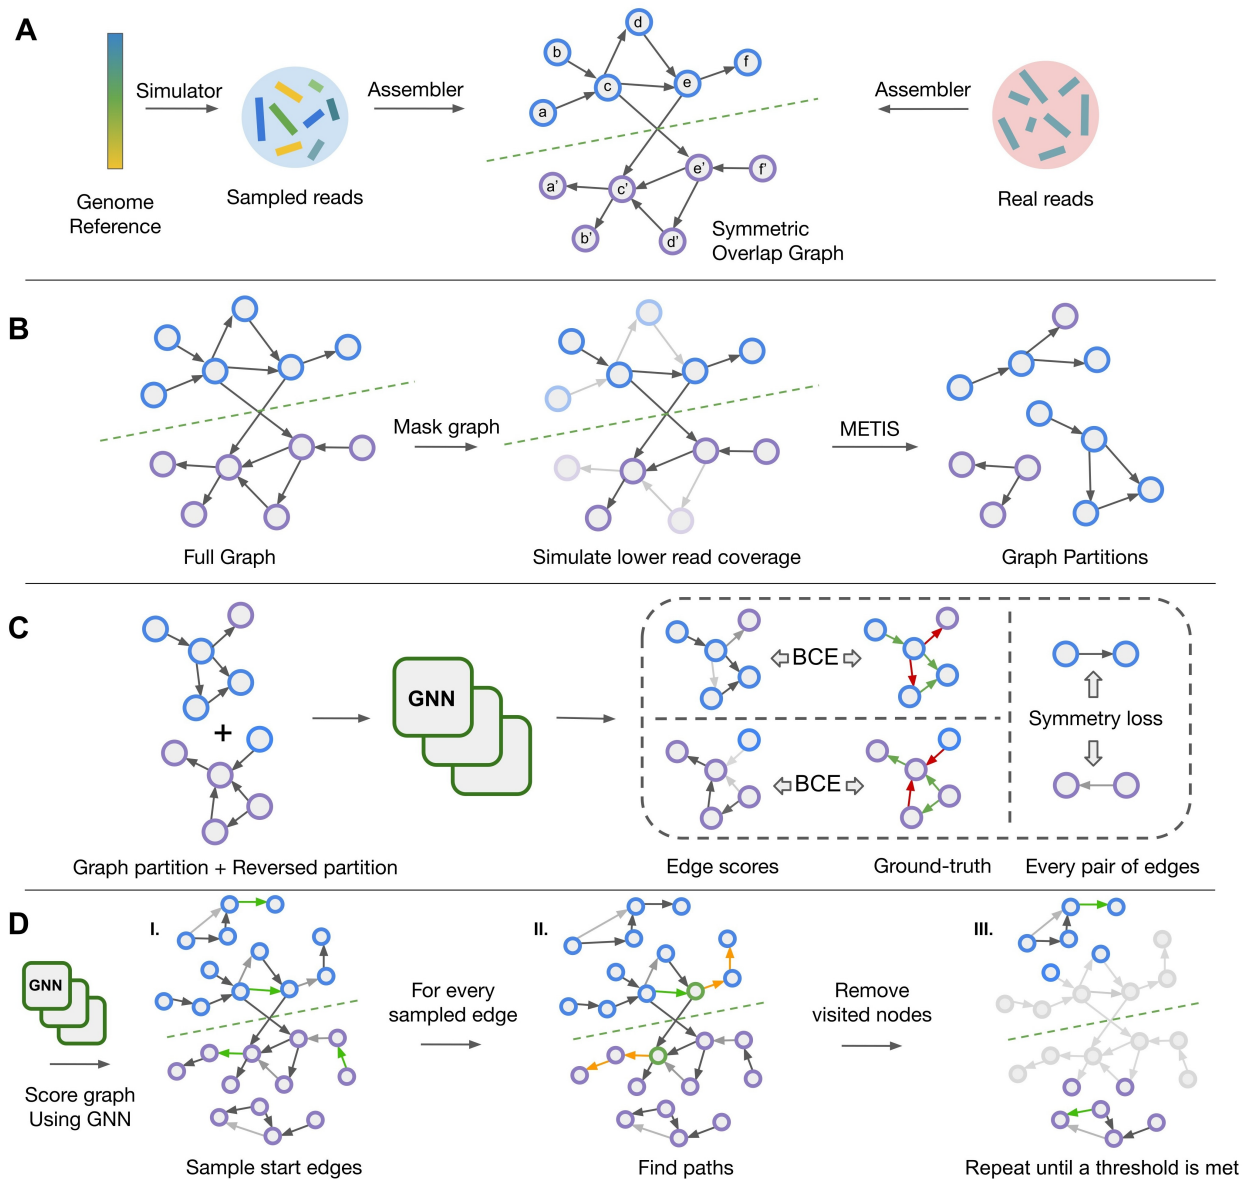 A
Simulator
Assembler
Assembler
Genome
Reference
Sampled reads
Real reads
a
b
c
d
e
f
a'
b'
c'
d'
e'
f'
Symmetric
Overlap Graph
B
Mask graph
METIS
Full Graph
Simulate lower read coverage
Graph Partitions
C
+
GNN
BCE
BCE
Symmetry loss
Graph partition + Reversed partition
Edge scores
Ground-truth
Every pair of edges
D
I.
II.
III.
GNN
Score graph
Using GNN
For every
sampled edge
Remove
visited nodes
Sample start edges
Find paths
Repeat until a threshold is met